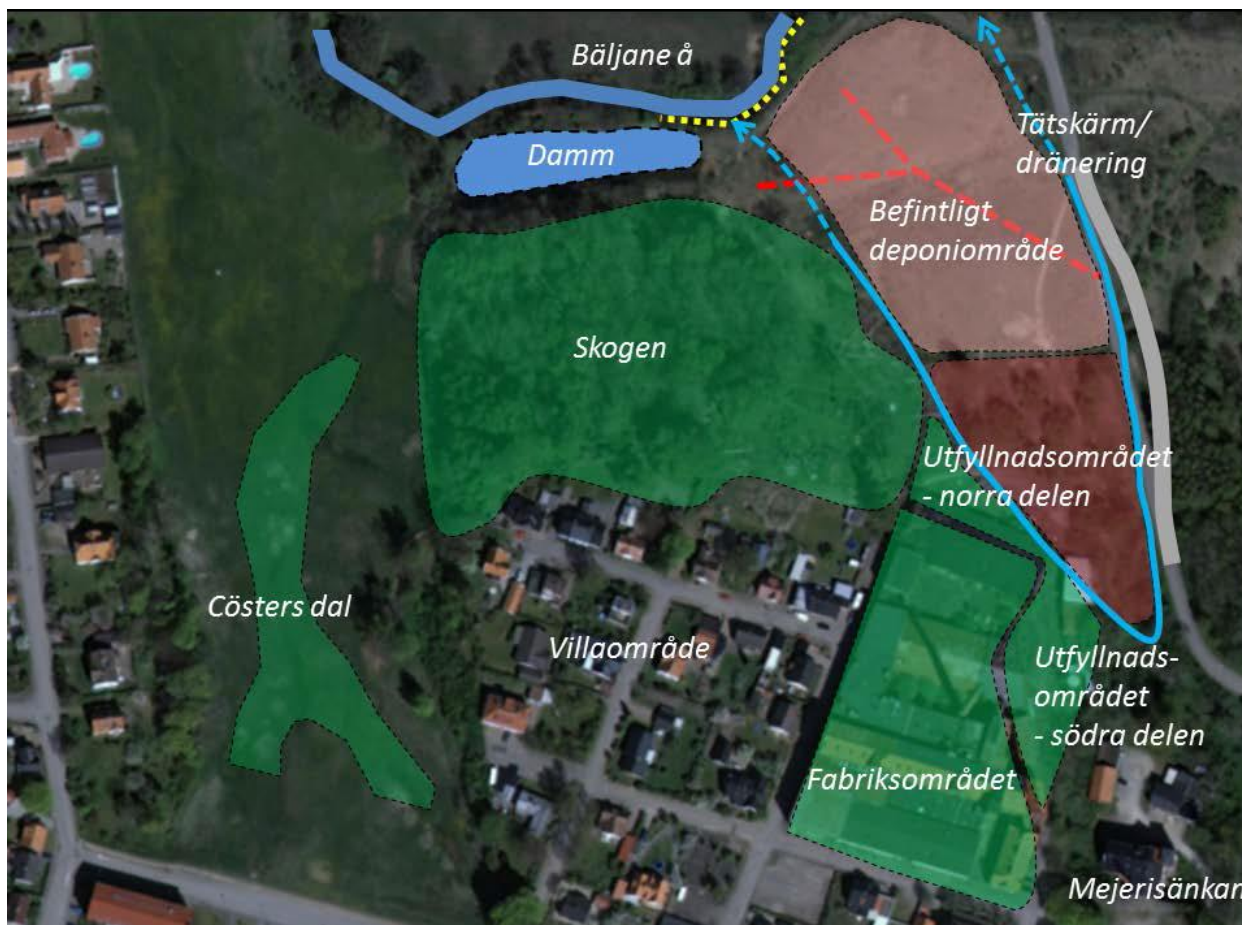 Bäljane å
Damm
Tätskärm/
dränering
Befintligt
deponiområde
Skogen
Utfyllnadsområdet
- norra delen
Cösters dal
Villaområde
Utfyllnads-
området
- södra delen
Fabriksområdet
Mejerisänkan